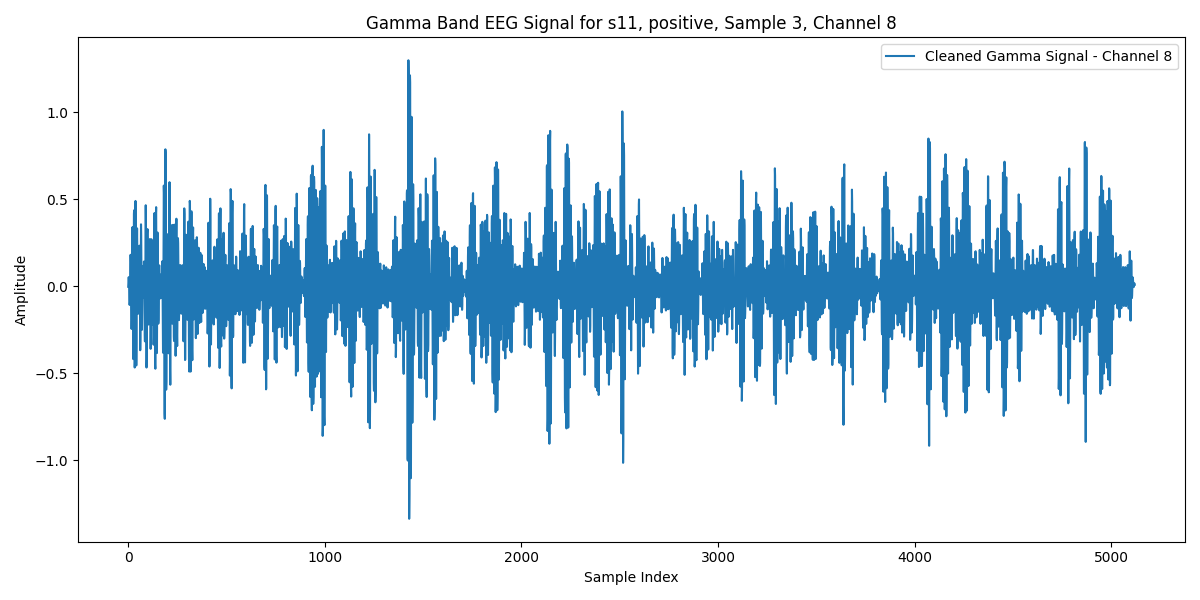 Gamma Band EEG Signal for s11, positive, Sample 3, Channel 8
Cleaned Gamma Signal - Channel 8
Amplitude
1.0
0.5
0.0
−0.5
−1.0
0 1000 2000 3000 4000 5000
Sample Index